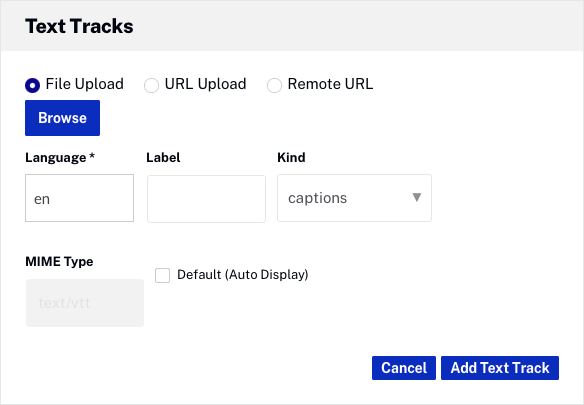 Text Tracks
File Upload URL Upload Remote URL
Browse
Language * Label Kind
en captions
MIME Type
Default (Auto Display)
text/vtt
Cancel Add Text Track